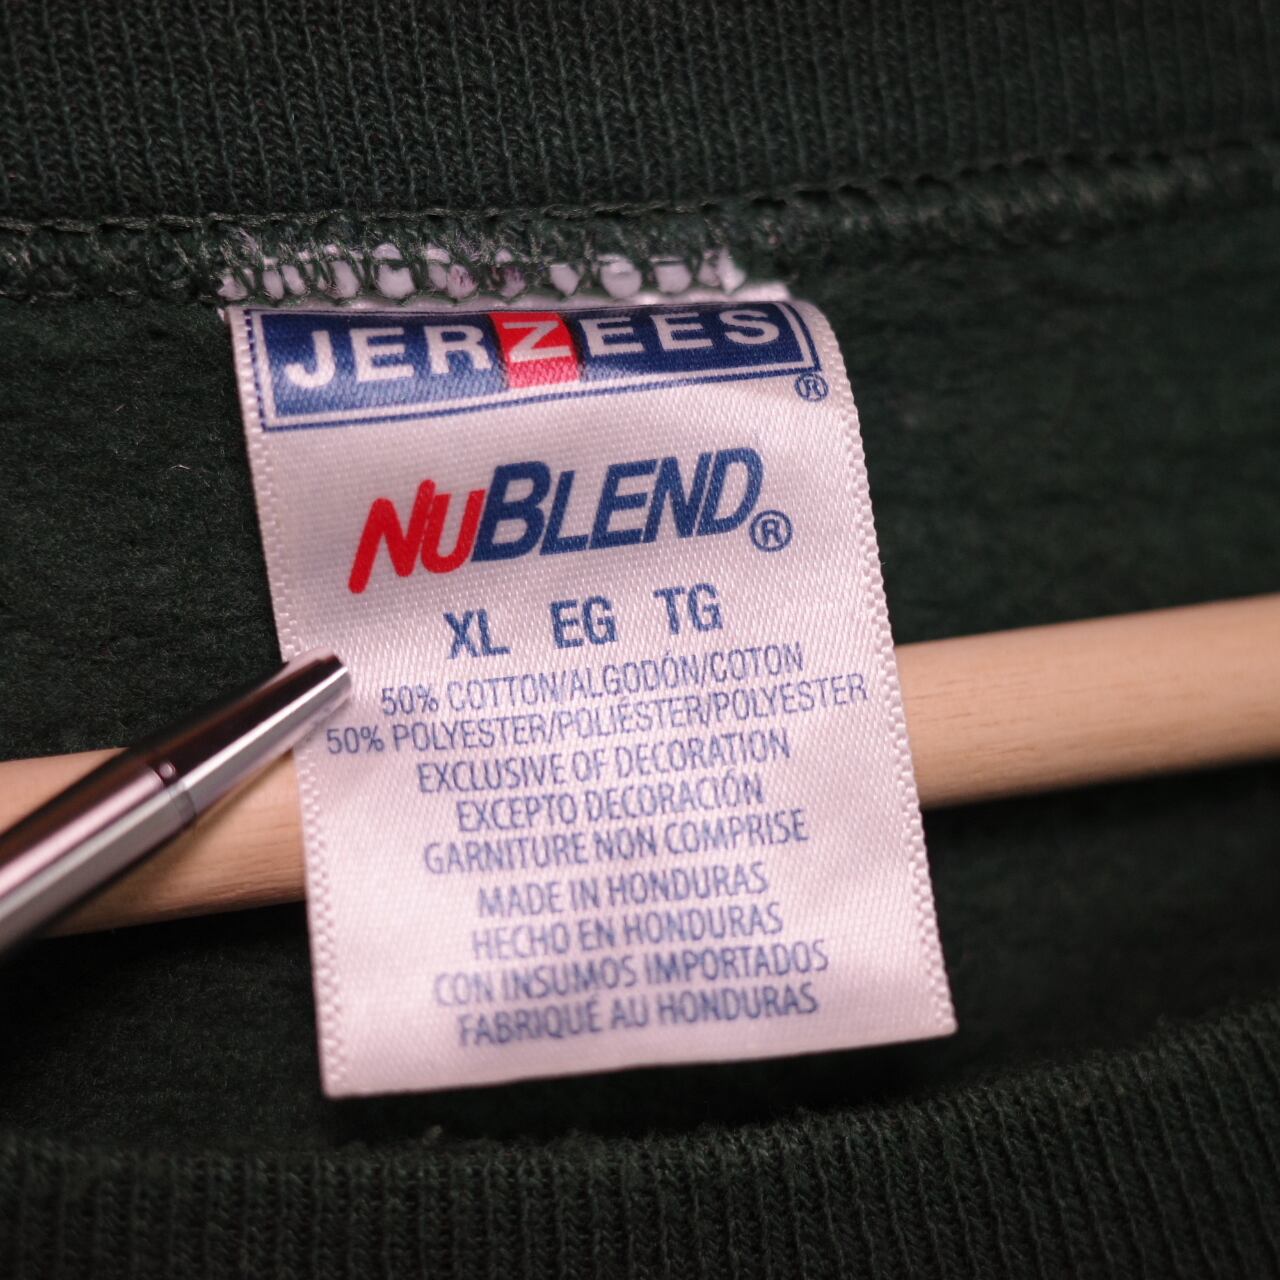 JERZEES®
NUBLEND®
XL EG TG
50% COTTON/ALGODÓN/COTON
50% POLYESTER/POLIÉSTER/POLYESTER
EXCLUSIVE OF DECORATION
EXCEPTO DECORACIÓN
GARNITURE NON COMPRISE
MADE IN HONDURAS
HECHO EN HONDURAS
CON INSUMOS IMPORTADOS
FABRIQUÉ AU HONDURAS